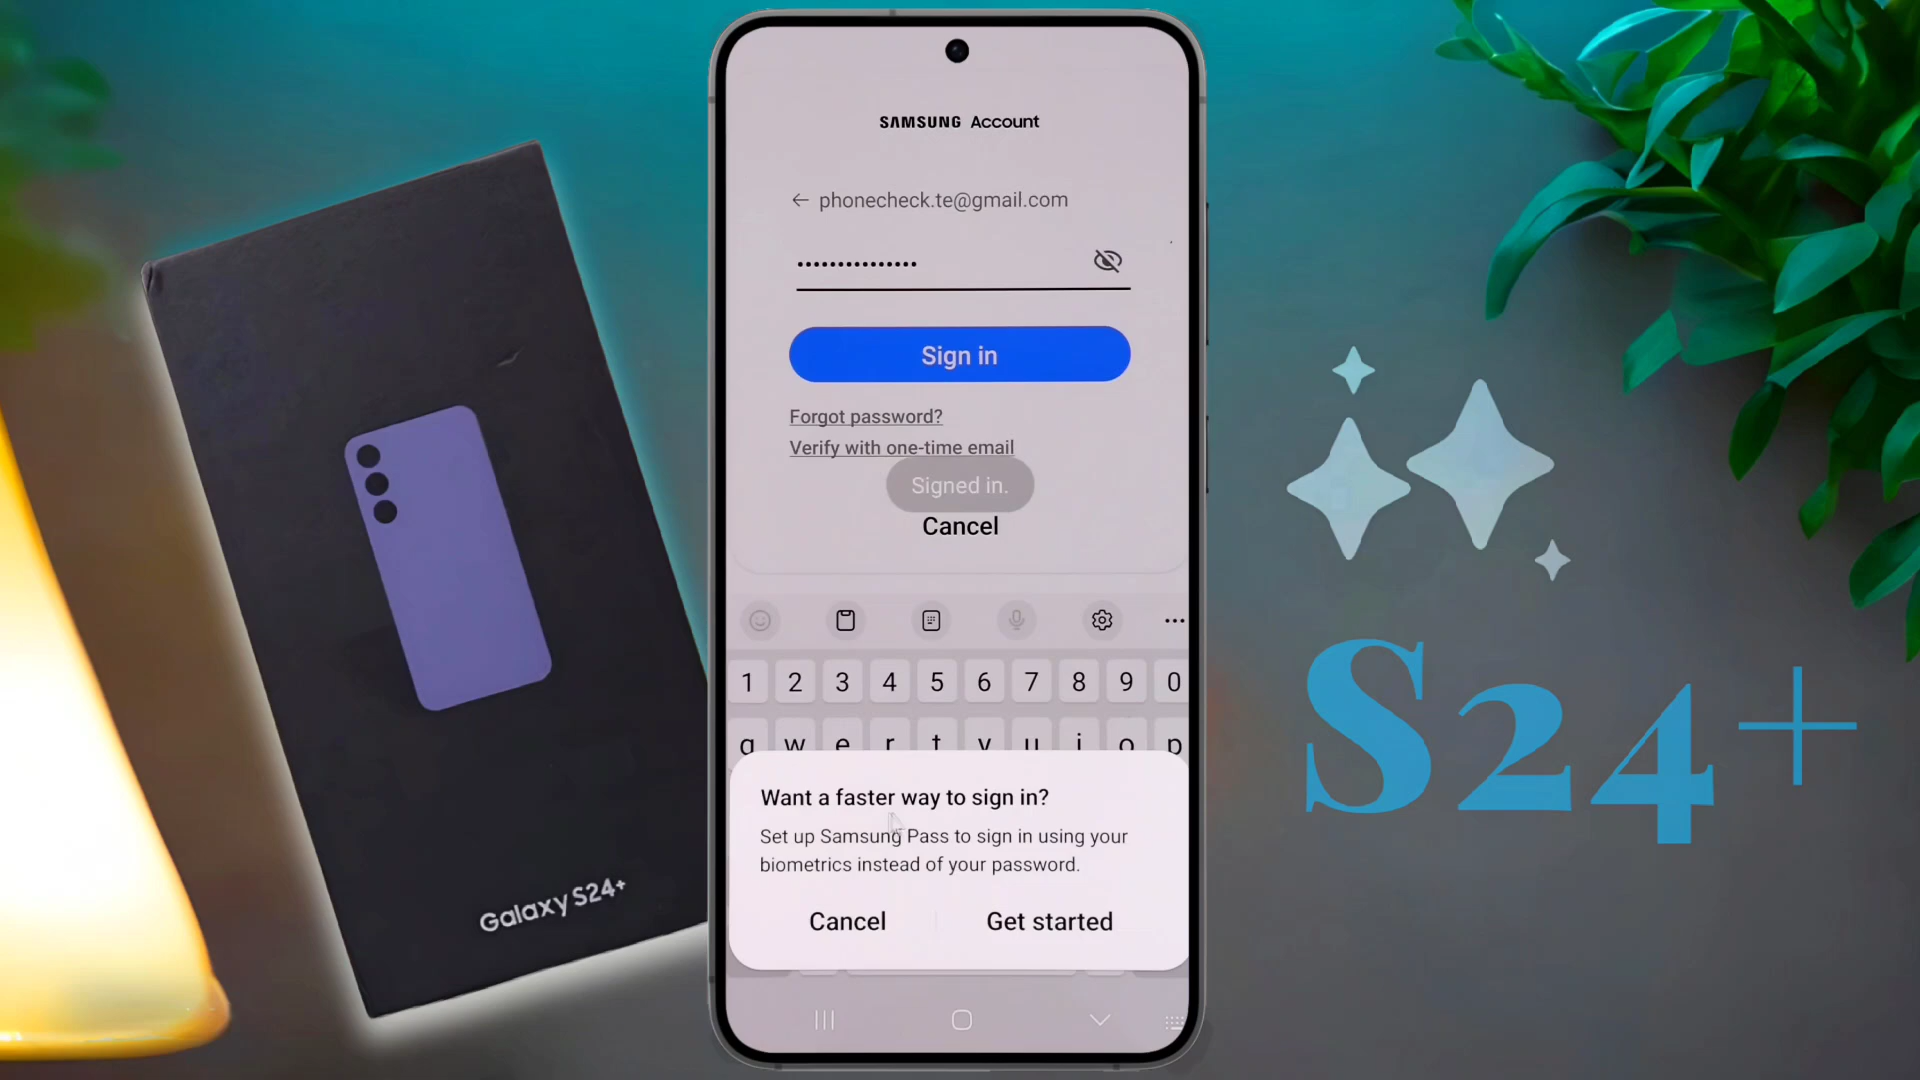 SAMSUNG Account
phonecheck.te@gmail.com
•••••••••••••••
Sign in
Forgot password?
Verify with one-time email
Signed in.
Cancel
1 2 3 4 5 6 7 8 9 0
q w e r t y u i o p
Want a faster way to sign in?
Set up Samsung Pass to sign in using your
biometrics instead of your password.
Cancel Get started
Galaxy S24+
S24+